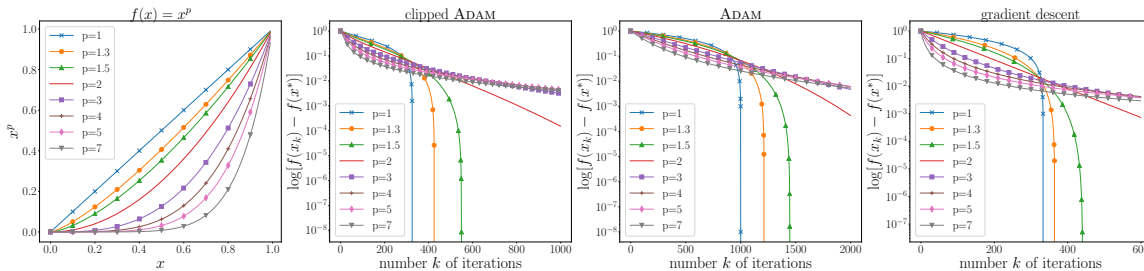 f(x) = x^p
x^p
1.0
0.8
0.6
0.4
0.2
0.0
p=1
p=1.3
p=1.5
p=2
p=3
p=4
p=5
p=7
0.0 0.2 0.4 0.6 0.8 1.0
x
clipped ADAM
log[f(x_k) − f(x*)]
10^0
10^-1
10^-2
10^-3
10^-4
10^-5
10^-6
10^-7
10^-8
p=1
p=1.3
p=1.5
p=2
p=3
p=4
p=5
p=7
0 200 400 600 800 1000
number k of iterations
ADAM
log[f(x_k) − f(x*)]
10^0
10^-1
10^-2
10^-3
10^-4
10^-5
10^-6
10^-7
10^-8
p=1
p=1.3
p=1.5
p=2
p=3
p=4
p=5
p=7
0 500 1000 1500 2000
number k of iterations
gradient descent
log[f(x_k) − f(x*)]
10^0
10^-1
10^-2
10^-3
10^-4
10^-5
10^-6
10^-7
p=1
p=1.3
p=1.5
p=2
p=3
p=4
p=5
p=7
0 200 400
number k of iterations